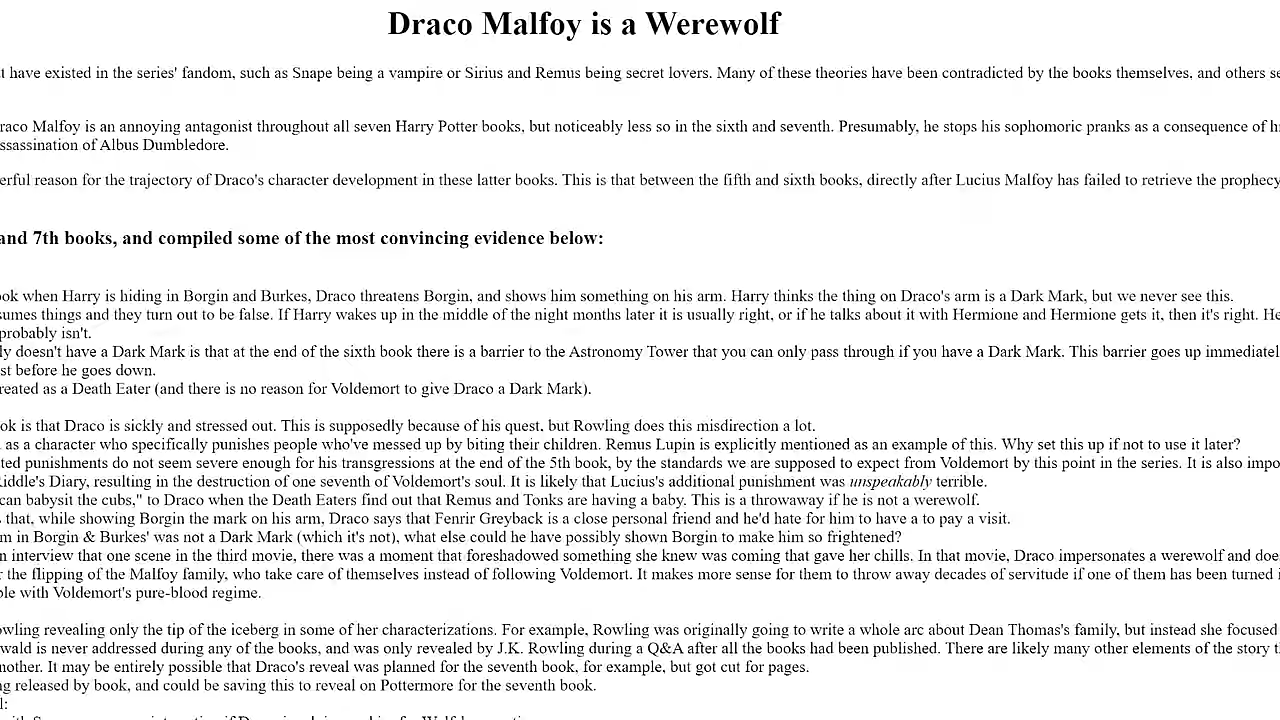 Draco Malfoy is a Werewolf
have existed in the series' fandom, such as Snape being a vampire or Sirius and Remus being secret lovers. Many of these theories have been contradicted by the books themselves, and others
Malfoy is an annoying antagonist throughout all seven Harry Potter books, but noticeably less so in the sixth and seventh. Presumably, he stops his sophomoric pranks as a consequence of
of Albus Dumbledore.
reason for the trajectory of Draco's character development in these latter books. This is that between the fifth and sixth books, directly after Lucius Malfoy has failed to retrieve the prophecy
and 7th books, and compiled some of the most convincing evidence below:
when Harry is hiding in Borgin and Burkes, Draco threatens Borgin, and shows him something on his arm. Harry thinks the thing on Draco's arm is a Dark Mark, but we never see this.
things and they turn out to be false. If Harry wakes up in the middle of the night months later it is usually right, or if he talks about it with Hermione and Hermione gets it, then it's right.
probably isn't.
doesn't have a Dark Mark is that at the end of the sixth book there is a barrier to the Astronomy Tower that you can only pass through if you have a Dark Mark. This barrier goes up
before he goes down.
as a Death Eater (and there is no reason for Voldemort to give Draco a Dark Mark).
is that Draco is sickly and stressed out. This is supposedly because of his quest, but Rowling does this misdirection a lot.
as a character who specifically punishes people who've messed up by biting their children. Remus Lupin is explicitly mentioned as an example of this. Why set this up if not to use it later?
punishments do not seem severe enough for his transgressions at the end of the 5th book, by the standards we are supposed to expect from Voldemort by this point in the series. It is also
Riddle's Diary, resulting in the destruction of one seventh of Voldemort's soul. It is likely that Lucius's additional punishment was unspeakably terrible.
can babysit the cubs," to Draco when the Death Eaters find out that Remus and Tonks are having a baby. This is a throwaway if he is not a werewolf.
that, while showing Borgin the mark on his arm, Draco says that Fenrir Greyback is a close personal friend and he'd hate for him to have a to pay a visit.
in Borgin & Burkes' was not a Dark Mark (which it's not), what else could he have possibly shown Borgin to make him so frightened?
interview that one scene in the third movie, there was a moment that foreshadowed something she knew was coming that gave her chills. In that movie, Draco impersonates a werewolf and
the flipping of the Malfoy family, who take care of themselves instead of following Voldemort. It makes more sense for them to throw away decades of servitude if one of them has been turned
with Voldemort's pure-blood regime.
revealing only the tip of the iceberg in some of her characterizations. For example, Rowling was originally going to write a whole arc about Dean Thomas's family, but instead she focused
is never addressed during any of the books, and was only revealed by J.K. Rowling during a Q&A after all the books had been published. There are likely many other elements of the story
It may be entirely possible that Draco's reveal was planned for the seventh book, for example, but got cut for pages.
released by book, and could be saving this to reveal on Pottermore for the seventh book.